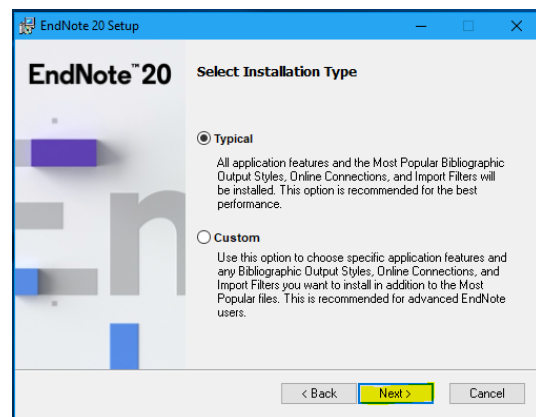 EndNote 20 Setup
EndNote™ 20
Select Installation Type
Typical
All application features and the Most Popular Bibliographic
Output Styles, Online Connections, and Import Filters will
be installed. This option is recommended for the best
performance.
Custom
Use this option to choose specific application features and
any Bibliographic Output Styles, Online Connections, and
Import Filters you want to install in addition to the Most
Popular files. This is recommended for advanced EndNote
users.
< Back
Next >
Cancel